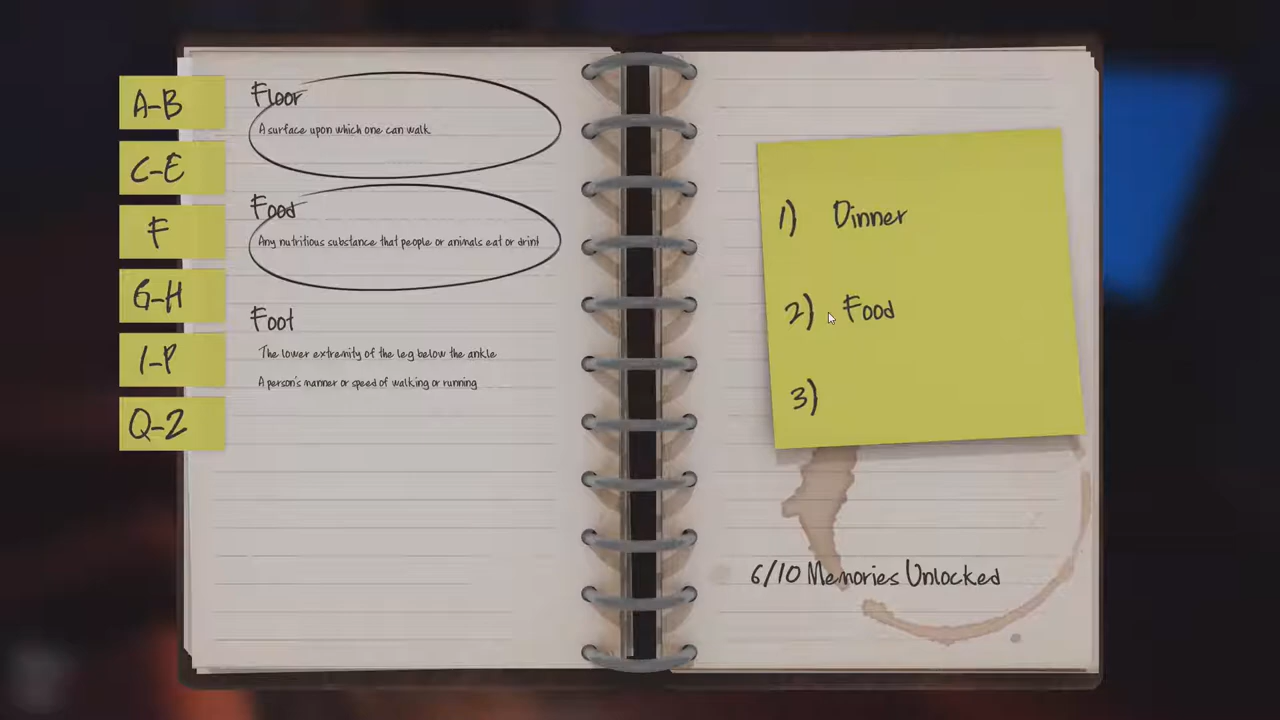 A-B
C-E
F
G-H
I-P
Q-Z
Floor
A surface upon which one can walk
Food
Any nutritious substance that people or animals eat or drink
Foot
The lower extremity of the leg below the ankle
A person's manner or speed of walking or running
1) Dinner
2) Food
3)
6/10 Memories Unlocked